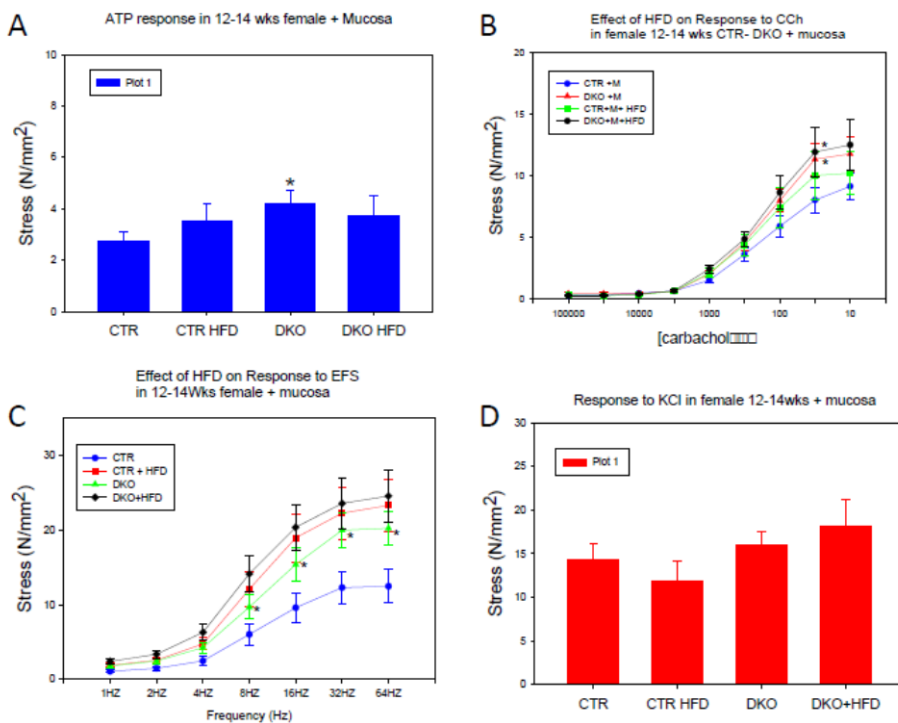 A
ATP response in 12-14 wks female + Mucosa
Plot 1
Stress (N/mm2)
10
8
6
4
2
0
*
CTR
CTR HFD
DKO
DKO HFD
B
Effect of HFD on Response to CCh
in female 12-14 wks CTR- DKO + mucosa
CTR +M
DKO +M
CTR+M+ HFD
DKO+M+HFD
Stress (N/mm2)
20
15
10
5
0
*
*
100000
10000
1000
100
10
[carbachol□□□□
C
Effect of HFD on Response to EFS
in 12-14Wks female + mucosa
CTR
CTR + HFD
DKO
DKO+HFD
Stress (N/mm2)
30
20
10
0
*
*
*
*
1HZ
2HZ
4HZ
8HZ
16HZ
32HZ
64HZ
Frequency (Hz)
D
Response to KCl in female 12-14wks + mucosa
Plot 1
Stress (N/mm2)
30
25
20
15
10
5
0
CTR
CTR HFD
DKO
DKO+HFD